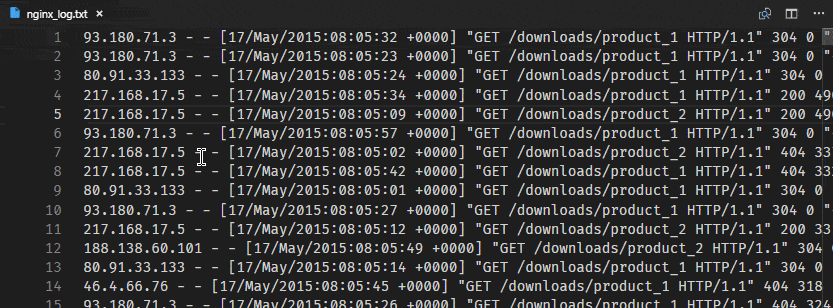 nginx_log.txt ×
1 93.180.71.3 - - [17/May/2015:08:05:32 +0000] "GET /downloads/product_1 HTTP/1.1" 304 0 "
2 93.180.71.3 - - [17/May/2015:08:05:23 +0000] "GET /downloads/product_1 HTTP/1.1" 304 0 "
3 80.91.33.133 - - [17/May/2015:08:05:24 +0000] "GET /downloads/product_1 HTTP/1.1" 304 0
4 217.168.17.5 - - [17/May/2015:08:05:34 +0000] "GET /downloads/product_1 HTTP/1.1" 200 490
5 217.168.17.5 - - [17/May/2015:08:05:09 +0000] "GET /downloads/product_2 HTTP/1.1" 200 490
6 93.180.71.3 - - [17/May/2015:08:05:57 +0000] "GET /downloads/product_1 HTTP/1.1" 304 0 "
7 217.168.17.5 - - [17/May/2015:08:05:02 +0000] "GET /downloads/product_2 HTTP/1.1" 404 33
8 217.168.17.5 - - [17/May/2015:08:05:42 +0000] "GET /downloads/product_1 HTTP/1.1" 404 33
9 80.91.33.133 - - [17/May/2015:08:05:01 +0000] "GET /downloads/product_1 HTTP/1.1" 304 0
10 93.180.71.3 - - [17/May/2015:08:05:27 +0000] "GET /downloads/product_1 HTTP/1.1" 304 0 "
11 217.168.17.5 - - [17/May/2015:08:05:12 +0000] "GET /downloads/product_2 HTTP/1.1" 200 33
12 188.138.60.101 - - [17/May/2015:08:05:49 +0000] "GET /downloads/product_2 HTTP/1.1" 304
13 80.91.33.133 - - [17/May/2015:08:05:14 +0000] "GET /downloads/product_1 HTTP/1.1" 304 0
14 46.4.66.76 - - [17/May/2015:08:05:45 +0000] "GET /downloads/product_1 HTTP/1.1" 404 318
15 93.180.71.3 - - [17/May/2015:08:05:26 +0000] "GET /downloads/product_1 HTTP/1.1" 404